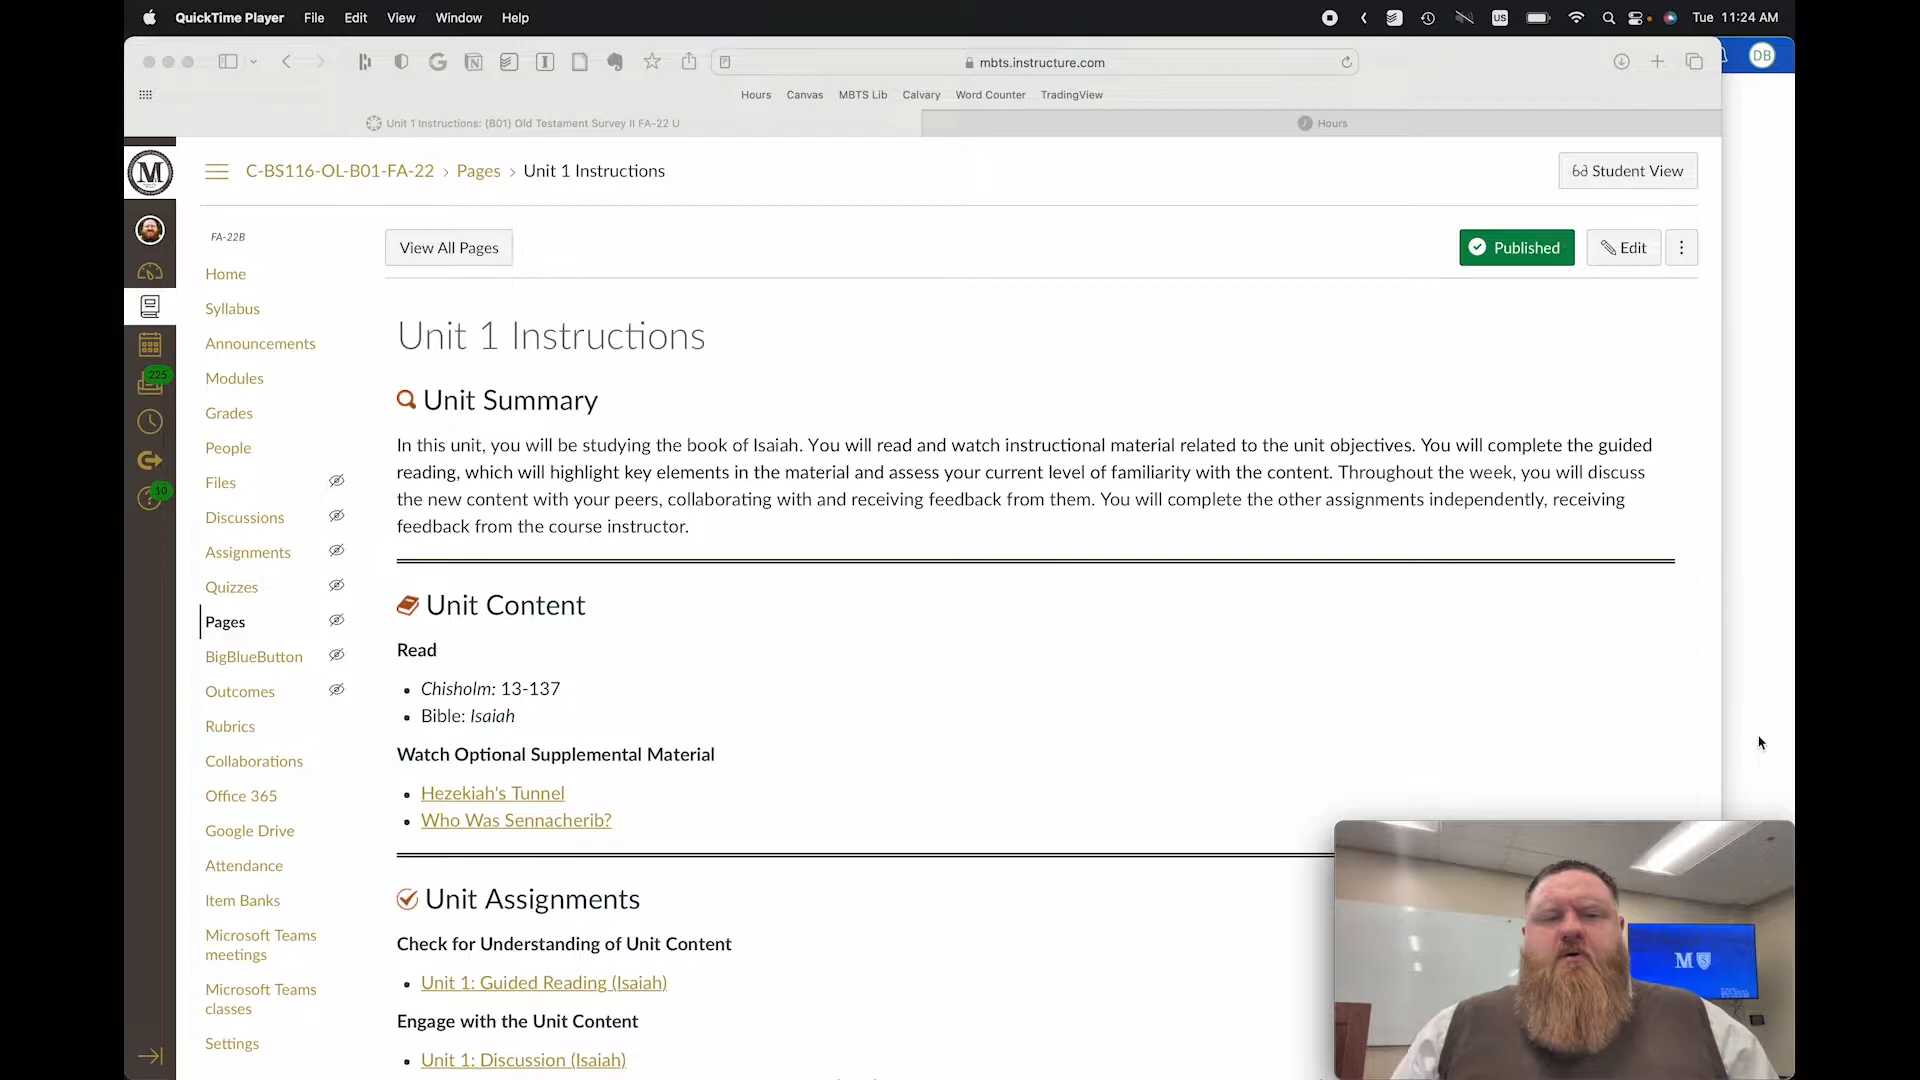 QuickTime Player File Edit View Window Help US Tue 11:24 AM
mbts.instructure.com DB
Hours Canvas MBTS Lib Calvary Word Counter TradingView
Unit 1 Instructions: (B01) Old Testament Survey II FA-22 U Hours
M
C-BS116-OL-B01-FA-22 › Pages › Unit 1 Instructions Student View
FA-22B
View All Pages Published Edit
Home
Syllabus
Announcements
Modules
Grades
People
Files
Discussions
Assignments
Quizzes
Pages
BigBlueButton
Outcomes
Rubrics
Collaborations
Office 365
Google Drive
Attendance
Item Banks
Microsoft Teams
meetings
Microsoft Teams
classes
Settings
225
10
Unit 1 Instructions
Unit Summary
In this unit, you will be studying the book of Isaiah. You will read and watch instructional material related to the unit objectives. You will complete the guided
reading, which will highlight key elements in the material and assess your current level of familiarity with the content. Throughout the week, you will discuss
the new content with your peers, collaborating with and receiving feedback from them. You will complete the other assignments independently, receiving
feedback from the course instructor.
Unit Content
Read
• Chisholm: 13-137
• Bible: Isaiah
Watch Optional Supplemental Material
• Hezekiah's Tunnel
• Who Was Sennacherib?
Unit Assignments
Check for Understanding of Unit Content
• Unit 1: Guided Reading (Isaiah)
Engage with the Unit Content
• Unit 1: Discussion (Isaiah)
M S